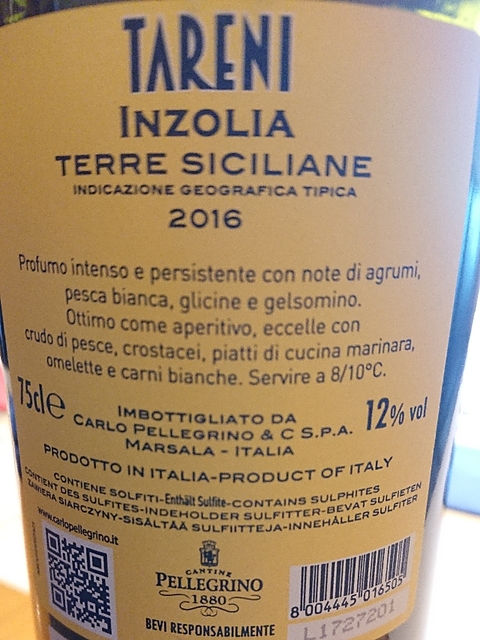 TARENI
INZOLIA
TERRE SICILIANE
INDICAZIONE GEOGRAFICA TIPICA
2016
Profumo intenso e persistente con note di agrumi,
pesca bianca, glicine e gelsomino.
Ottimo come aperitivo, eccelle con
crudo di pesce, crostacei, piatti di cucina marinara,
omelette e carni bianche. Servire a 8/10°C.
75cl e
IMBOTTIGLIATO DA
CARLO PELLEGRINO & C S.P.A.
MARSALA - ITALIA
12% vol
PRODOTTO IN ITALIA-PRODUCT OF ITALY
CONTIENE SOLFITI-Enthält Sulfite-CONTAINS SULPHITES
CONTIENT DES SULFITES-INDEHOLDER SULFITTER-BEVAT SULFIETEN
ZAWIERA SIARCZYNY-SISÄLTÄÄ SULFIITTEJA-INNEHÅLLER SULFITER
www.carlopellegrino.it
CANTINE
PELLEGRINO
1880
BEVI RESPONSABILMENTE
8 004445 016505
L1727201